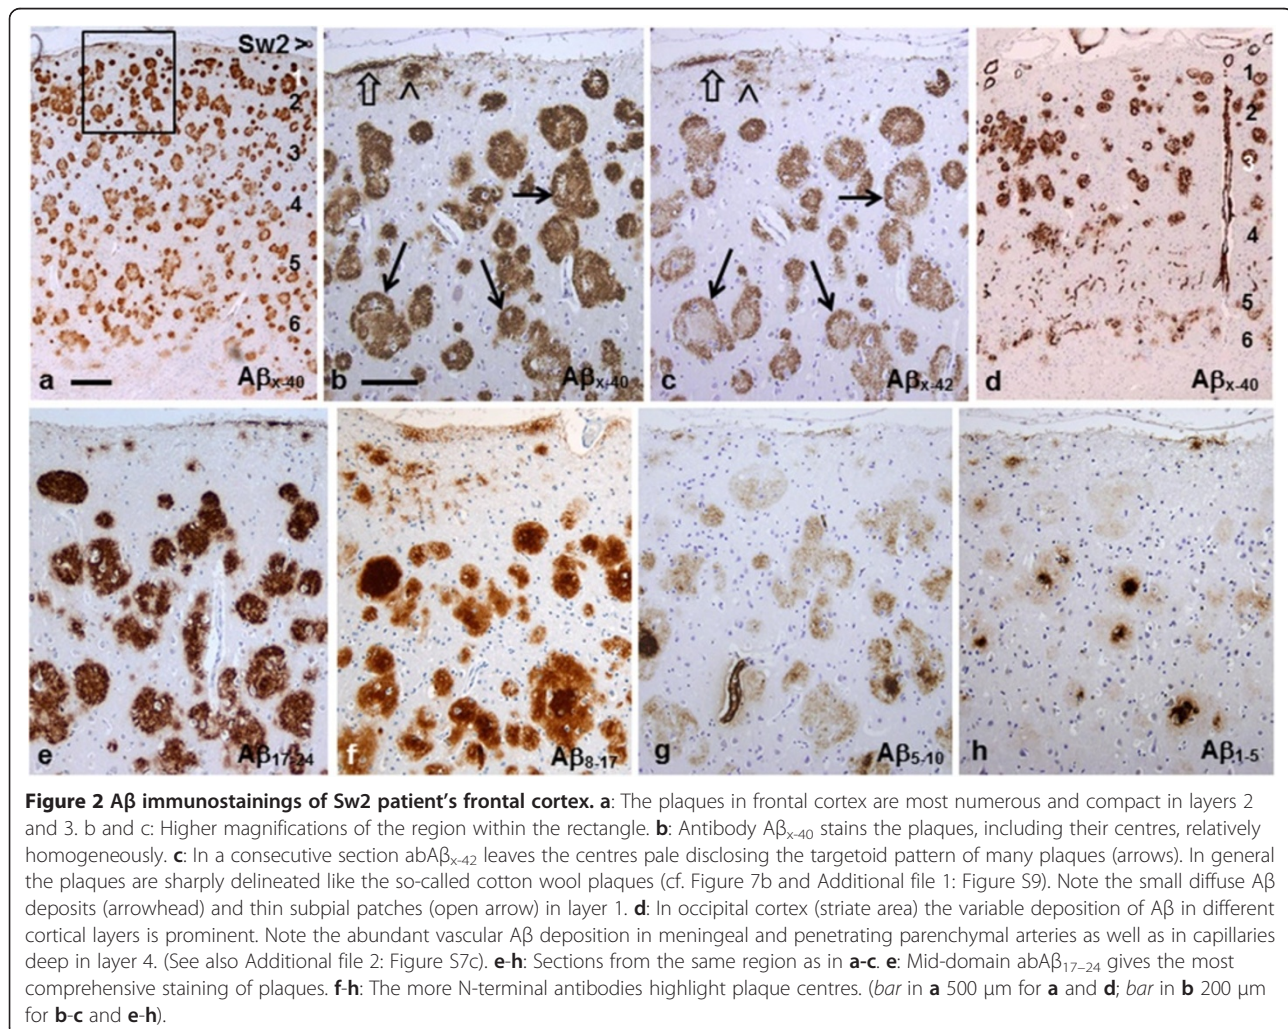 Sw2 >
1
2
3
4
5
6
a
Aβx-40
b
Aβx-40
c
Aβx-42
1
2
3
4
5
6
d
Aβx-40
e
Aβ17-24
f
Aβ8-17
g
Aβ5-10
h
Aβ1-5
Figure 2 Aβ immunostainings of Sw2 patient's frontal cortex. a: The plaques in frontal cortex are most numerous and compact in layers 2
and 3. b and c: Higher magnifications of the region within the rectangle. b: Antibody Aβx-40 stains the plaques, including their centres, relatively
homogeneously. c: In a consecutive section abAβx-42 leaves the centres pale disclosing the targetoid pattern of many plaques (arrows). In general
the plaques are sharply delineated like the so-called cotton wool plaques (cf. Figure 7b and Additional file 1: Figure S9). Note the small diffuse Aβ
deposits (arrowhead) and thin subpial patches (open arrow) in layer 1. d: In occipital cortex (striate area) the variable deposition of Aβ in different
cortical layers is prominent. Note the abundant vascular Aβ deposition in meningeal and penetrating parenchymal arteries as well as in capillaries
deep in layer 4. (See also Additional file 2: Figure S7c). e-h: Sections from the same region as in a-c. e: Mid-domain abAβ17–24 gives the most
comprehensive staining of plaques. f-h: The more N-terminal antibodies highlight plaque centres. (bar in a 500 μm for a and d; bar in b 200 μm
for b-c and e-h).